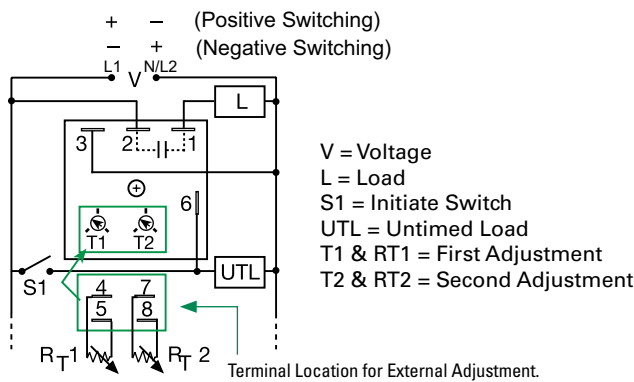 + – (Positive Switching)
– + (Negative Switching)
L1 V N/L2
L
3 2 1
6
T1 T2
S1 UTL
4 7
5 8
RT1 RT 2
V = Voltage
L = Load
S1 = Initiate Switch
UTL = Untimed Load
T1 & RT1 = First Adjustment
T2 & RT2 = Second Adjustment
Terminal Location for External Adjustment.